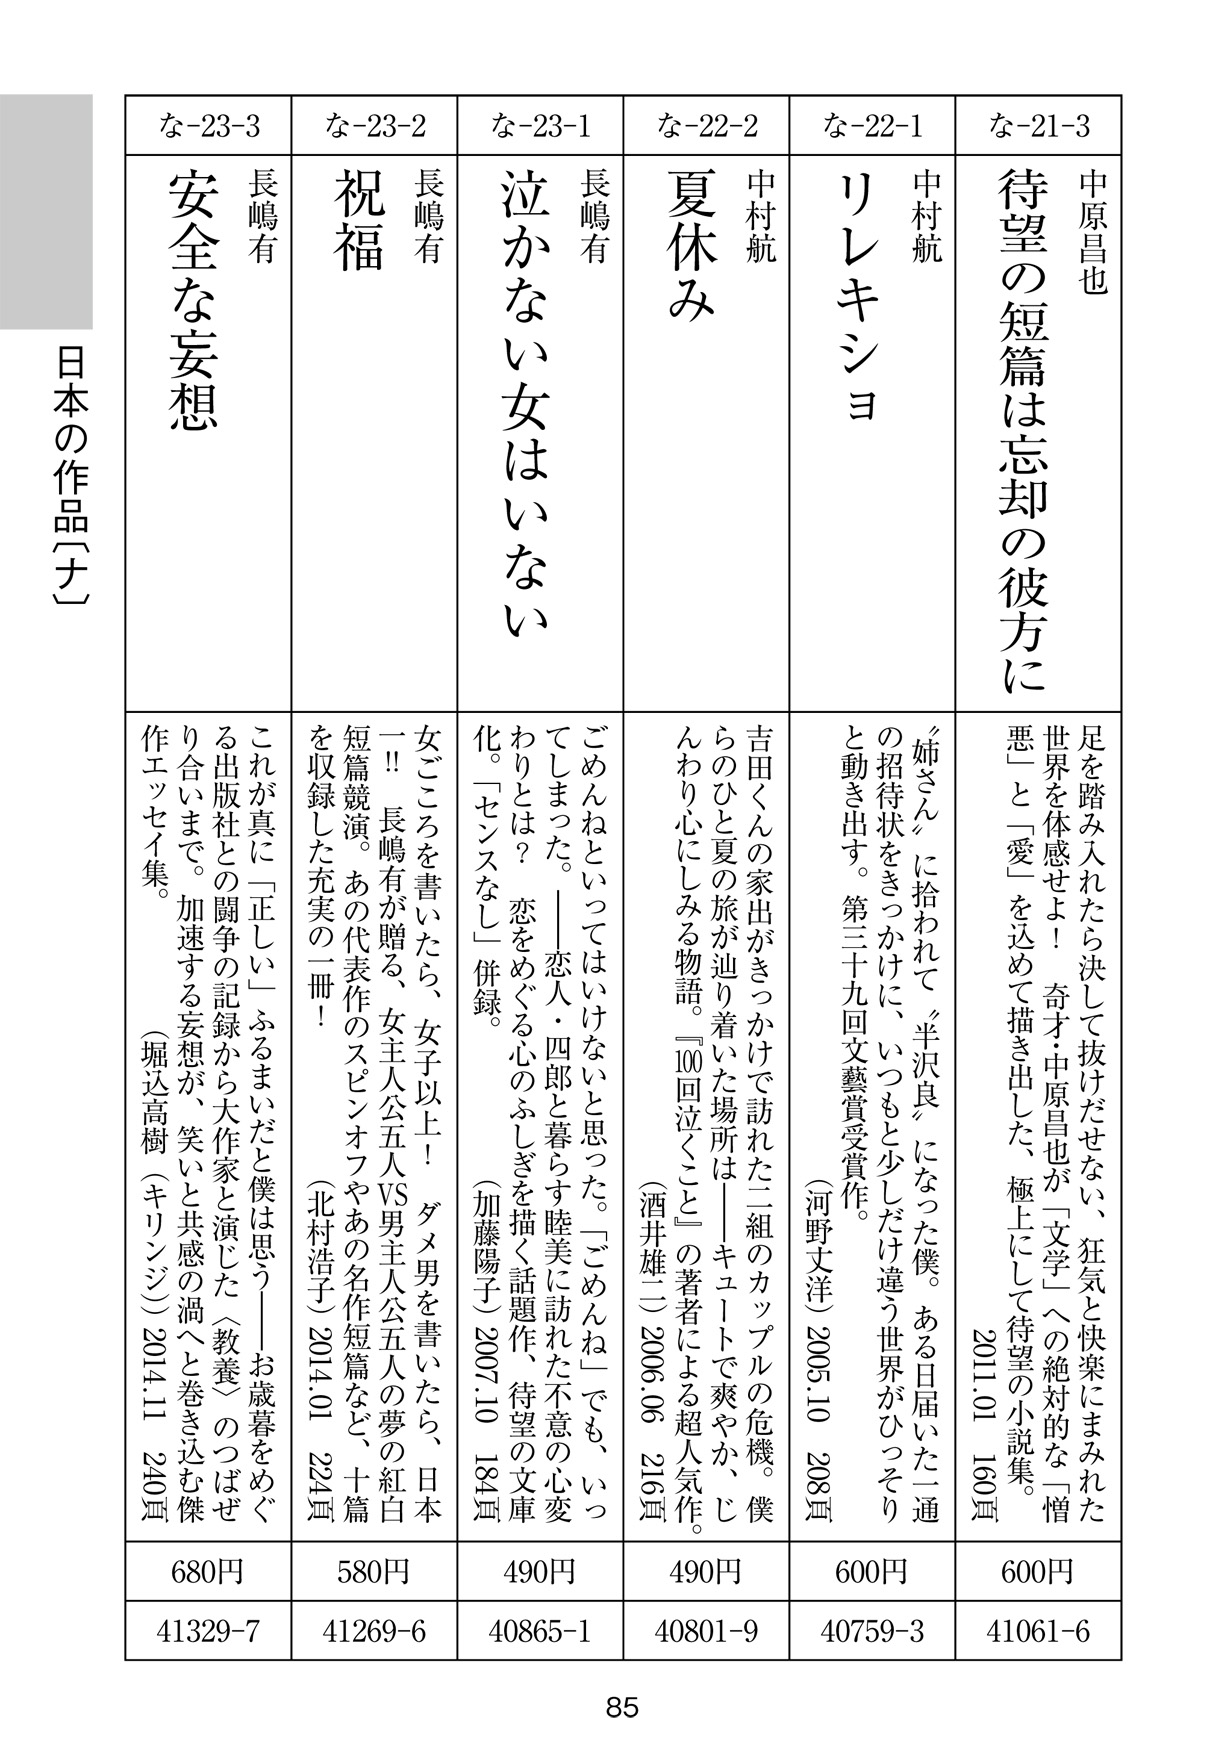 な-21-3
中原昌也
待望の短篇は忘却の彼方に
足を踏み入れたら決して抜けだせない、狂気と快楽にまみれた
世界を体感せよ！　奇才・中原昌也が「文学」への絶対的な「憎
悪」と「愛」を込めて描き出した、極上にして待望の小説集。
2011.01　160頁
600円
41061-6
な-22-1
中村航
リレキショ
〝姉さん〟に拾われて〝半沢良〟になった僕。ある日届いた一通
の招待状をきっかけに、いつもと少しだけ違う世界がひっそり
と動き出す。第三十九回文藝賞受賞作。
（河野丈洋）2005.10　208頁
600円
40759-3
な-22-2
中村航
夏休み
吉田くんの家出がきっかけで訪れた二組のカップルの危機。僕
らのひと夏の旅が辿り着いた場所は――キュートで爽やか、じ
んわり心にしみる物語。『100回泣くこと』の著者による超人気作。
（酒井雄二）2006.06　216頁
490円
40801-9
な-23-1
長嶋有
泣かない女はいない
ごめんねといってはいけないと思った。「ごめんね」でも、いっ
てしまった。――恋人・四郎と暮らす睦美に訪れた不意の心変
わりとは？　恋をめぐる心のふしぎを描く話題作、待望の文庫
化。「センスなし」併録。
（加藤陽子）2007.10　184頁
490円
40865-1
な-23-2
長嶋有
祝福
女ごころを書いたら、女子以上！　ダメ男を書いたら、日本
一!!　長嶋有が贈る、女主人公五人VS男主人公五人の夢の紅白
短篇競演。あの代表作のスピンオフやあの名作短篇など、十篇
を収録した充実の一冊！
（北村浩子）2014.01　224頁
580円
41269-6
な-23-3
長嶋有
安全な妄想
これが真に「正しい」ふるまいだと僕は思う――お歳暮をめぐ
る出版社との闘争の記録から大作家と演じた〈教養〉のつばぜ
り合いまで。加速する妄想が、笑いと共感の渦へと巻き込む傑
作エッセイ集。
（堀込高樹（キリンジ））2014.11　240頁
680円
41329-7
日本の作品〔ナ〕
85